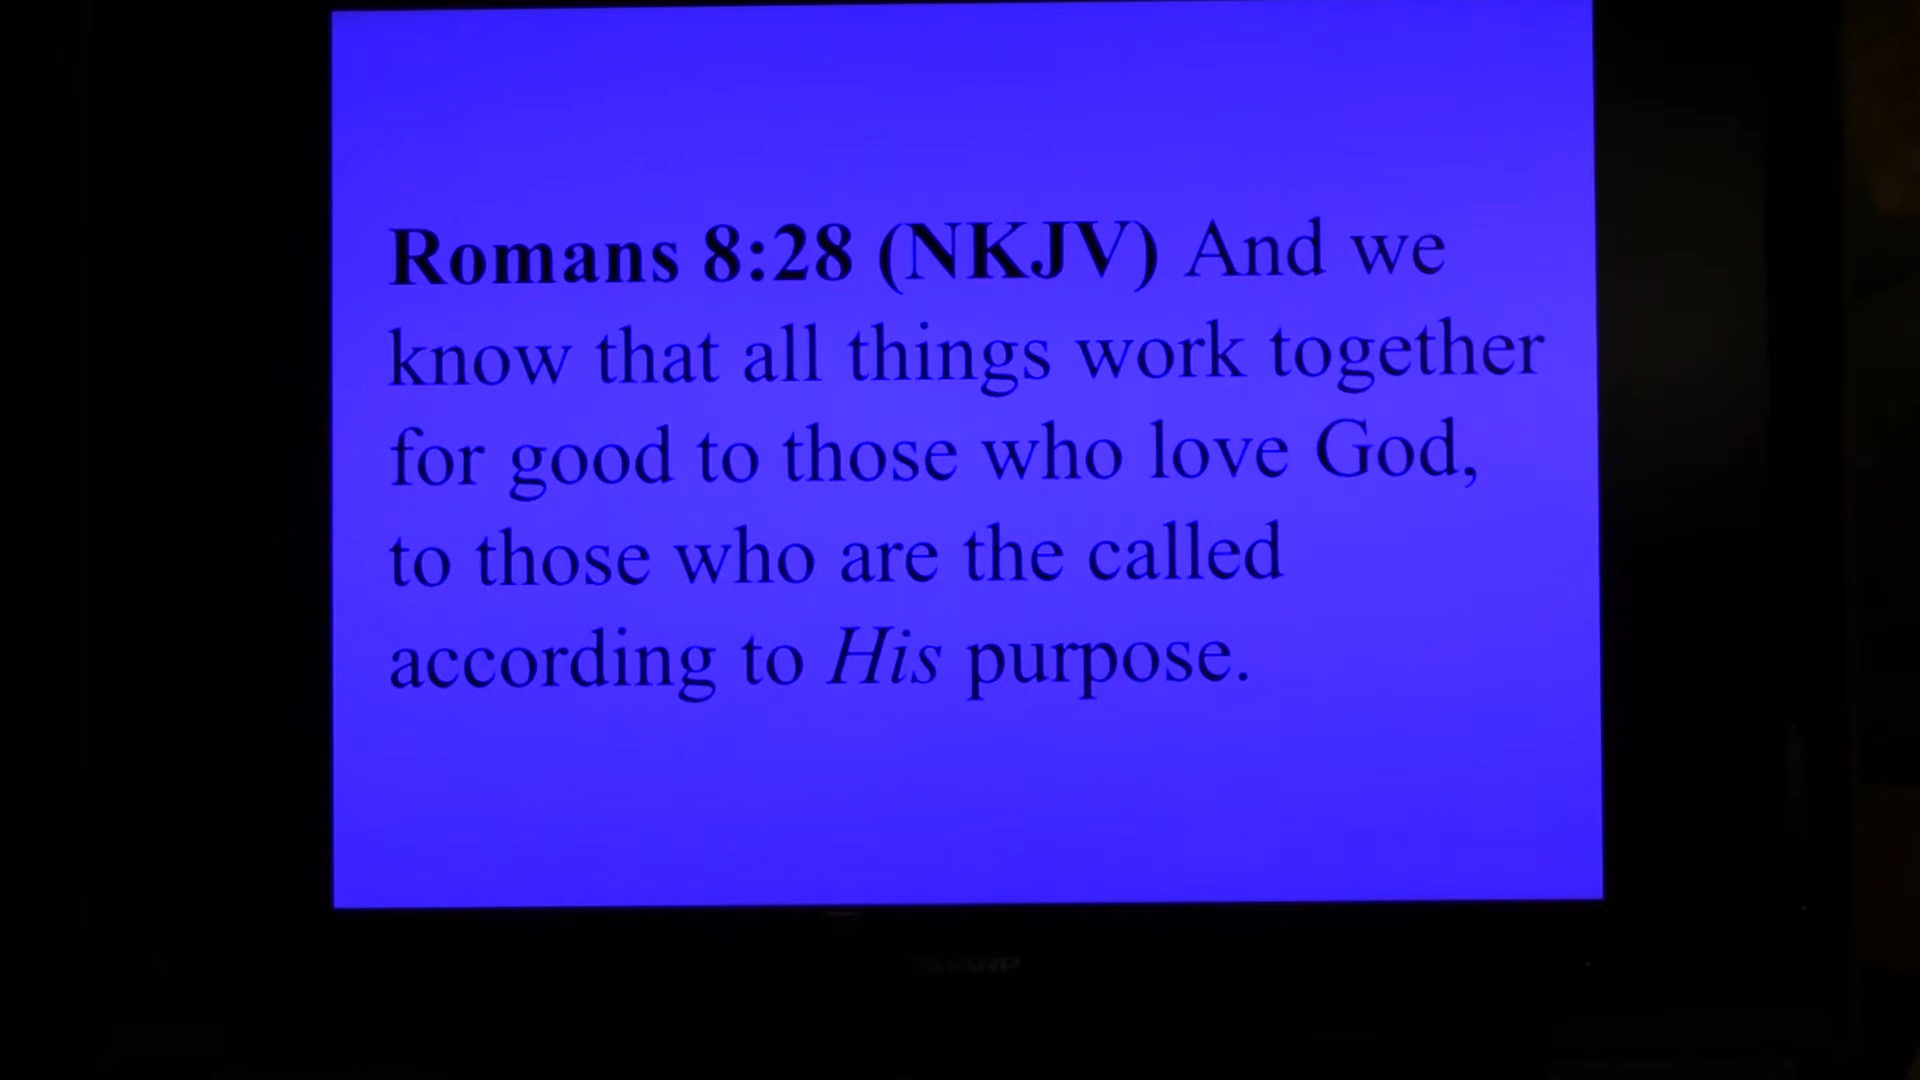 Romans 8:28 (NKJV) And we
know that all things work together
for good to those who love God,
to those who are the called
according to His purpose.
SHARP